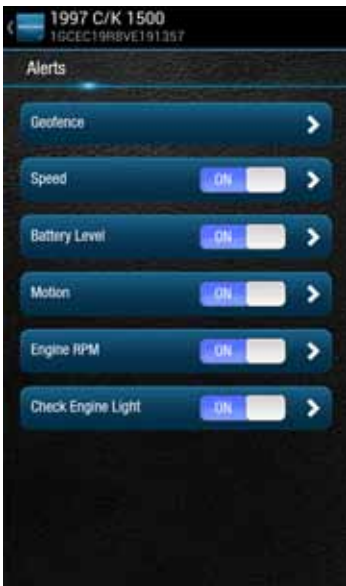 1997 C/K 1500
1GCEC19R8VE191357
Alerts
Geofence
Speed ON
Battery Level ON
Motion ON
Engine RPM ON
Check Engine Light ON